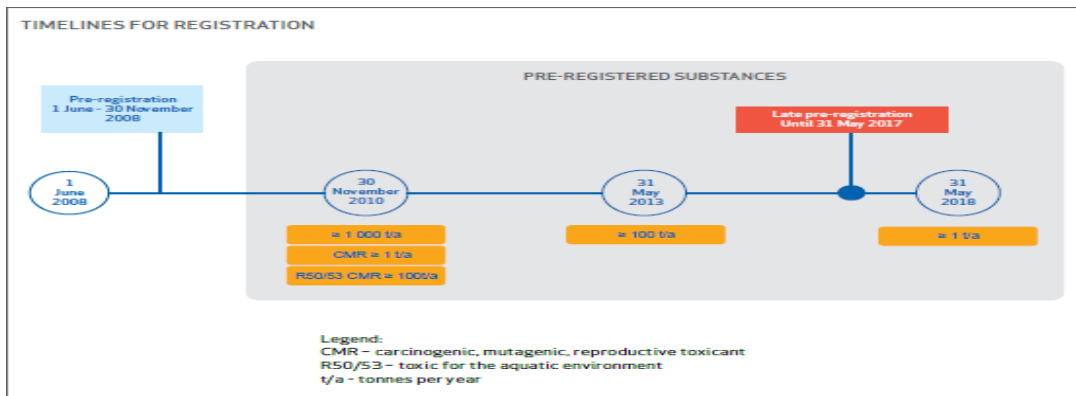 TIMELINES FOR REGISTRATION
PRE-REGISTERED SUBSTANCES
Pre-registration
1 June - 30 November
2008
Late pre-registration
Until 31 May 2017
1
June
2008
30
November
2010
31
May
2013
31
May
2018
≥ 1 000 t/a
CMR ≥ 1 t/a
R50/53 CMR ≥ 100t/a
≥ 100 t/a
≥ 1 t/a
Legend:
CMR – carcinogenic, mutagenic, reproductive toxicant
R50/53 – toxic for the aquatic environment
t/a - tonnes per year